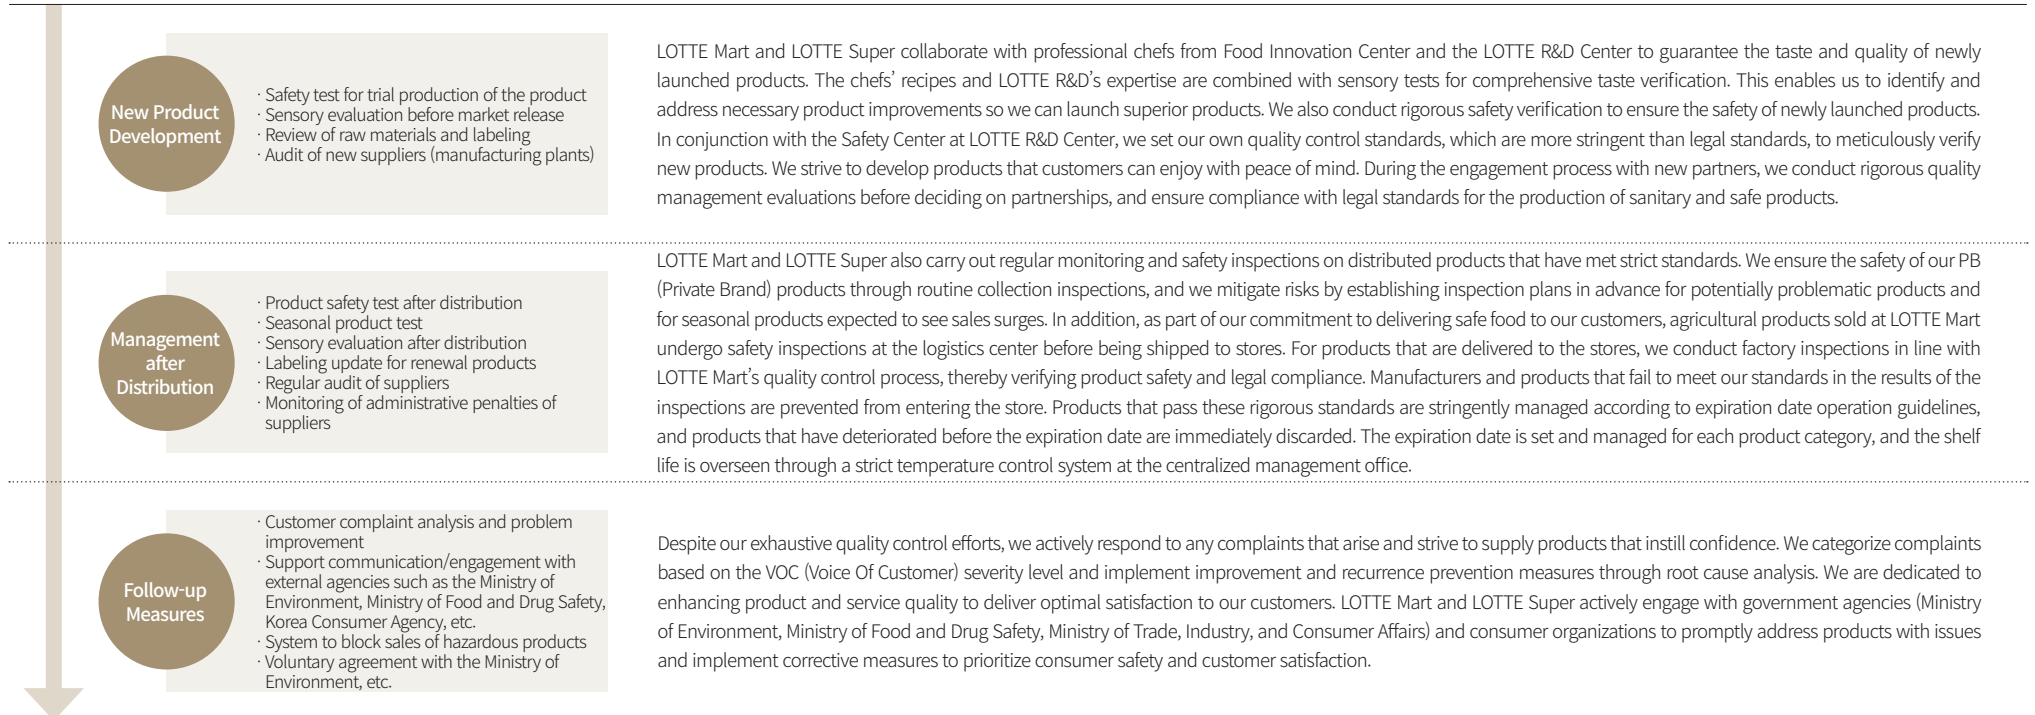 New Product
Development
· Safety test for trial production of the product
· Sensory evaluation before market release
· Review of raw materials and labeling
· Audit of new suppliers (manufacturing plants)
LOTTE Mart and LOTTE Super collaborate with professional chefs from Food Innovation Center and the LOTTE R&D Center to guarantee the taste and quality of newly
launched products. The chefs' recipes and LOTTE R&D's expertise are combined with sensory tests for comprehensive taste verification. This enables us to identify and
address necessary product improvements so we can launch superior products. We also conduct rigorous safety verification to ensure the safety of newly launched products.
In conjunction with the Safety Center at LOTTE R&D Center, we set our own quality control standards, which are more stringent than legal standards, to meticulously verify
new products. We strive to develop products that customers can enjoy with peace of mind. During the engagement process with new partners, we conduct rigorous quality
management evaluations before deciding on partnerships, and ensure compliance with legal standards for the production of sanitary and safe products.
Management
after
Distribution
· Product safety test after distribution
· Seasonal product test
· Sensory evaluation after distribution
· Labeling update for renewal products
· Regular audit of suppliers
· Monitoring of administrative penalties of
suppliers
LOTTE Mart and LOTTE Super also carry out regular monitoring and safety inspections on distributed products that have met strict standards. We ensure the safety of our PB
(Private Brand) products through routine collection inspections, and we mitigate risks by establishing inspection plans in advance for potentially problematic products and
for seasonal products expected to see sales surges. In addition, as part of our commitment to delivering safe food to our customers, agricultural products sold at LOTTE Mart
undergo safety inspections at the logistics center before being shipped to stores. For products that are delivered to the stores, we conduct factory inspections in line with
LOTTE Mart's quality control process, thereby verifying product safety and legal compliance. Manufacturers and products that fail to meet our standards in the results of the
inspections are prevented from entering the store. Products that pass these rigorous standards are stringently managed according to expiration date operation guidelines,
and products that have deteriorated before the expiration date are immediately discarded. The expiration date is set and managed for each product category, and the shelf
life is overseen through a strict temperature control system at the centralized management office.
Follow-up
Measures
· Customer complaint analysis and problem
improvement
· Support communication/engagement with
external agencies such as the Ministry of
Environment, Ministry of Food and Drug Safety,
Korea Consumer Agency, etc.
· System to block sales of hazardous products
· Voluntary agreement with the Ministry of
Environment, etc.
Despite our exhaustive quality control efforts, we actively respond to any complaints that arise and strive to supply products that instill confidence. We categorize complaints
based on the VOC (Voice Of Customer) severity level and implement improvement and recurrence prevention measures through root cause analysis. We are dedicated to
enhancing product and service quality to deliver optimal satisfaction to our customers. LOTTE Mart and LOTTE Super actively engage with government agencies (Ministry
of Environment, Ministry of Food and Drug Safety, Ministry of Trade, Industry, and Consumer Affairs) and consumer organizations to promptly address products with issues
and implement corrective measures to prioritize consumer safety and customer satisfaction.